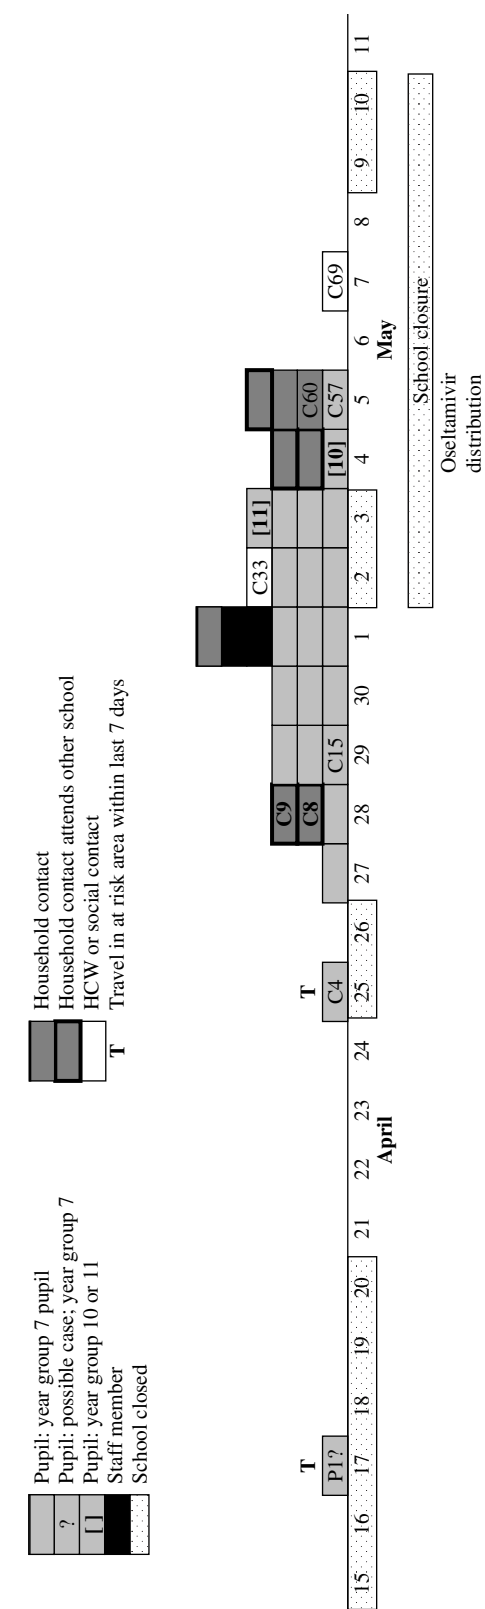 Pupil: year group 7 pupil
? Pupil: possible case; year group 7
[ ] Pupil: year group 10 or 11
Staff member
School closed
Household contact
Household contact attends other school
HCW or social contact
T Travel in at risk area within last 7 days
T T
[11]
C33
C9
C8 C60
P1? C4 C15 [10] C57 C69
15 16 17 18 19 20 21 22 23 24 25 26 27 28 29 30 1 2 3 4 5 6 7 8 9 10 11
April May
School closure
Oseltamivir
distribution